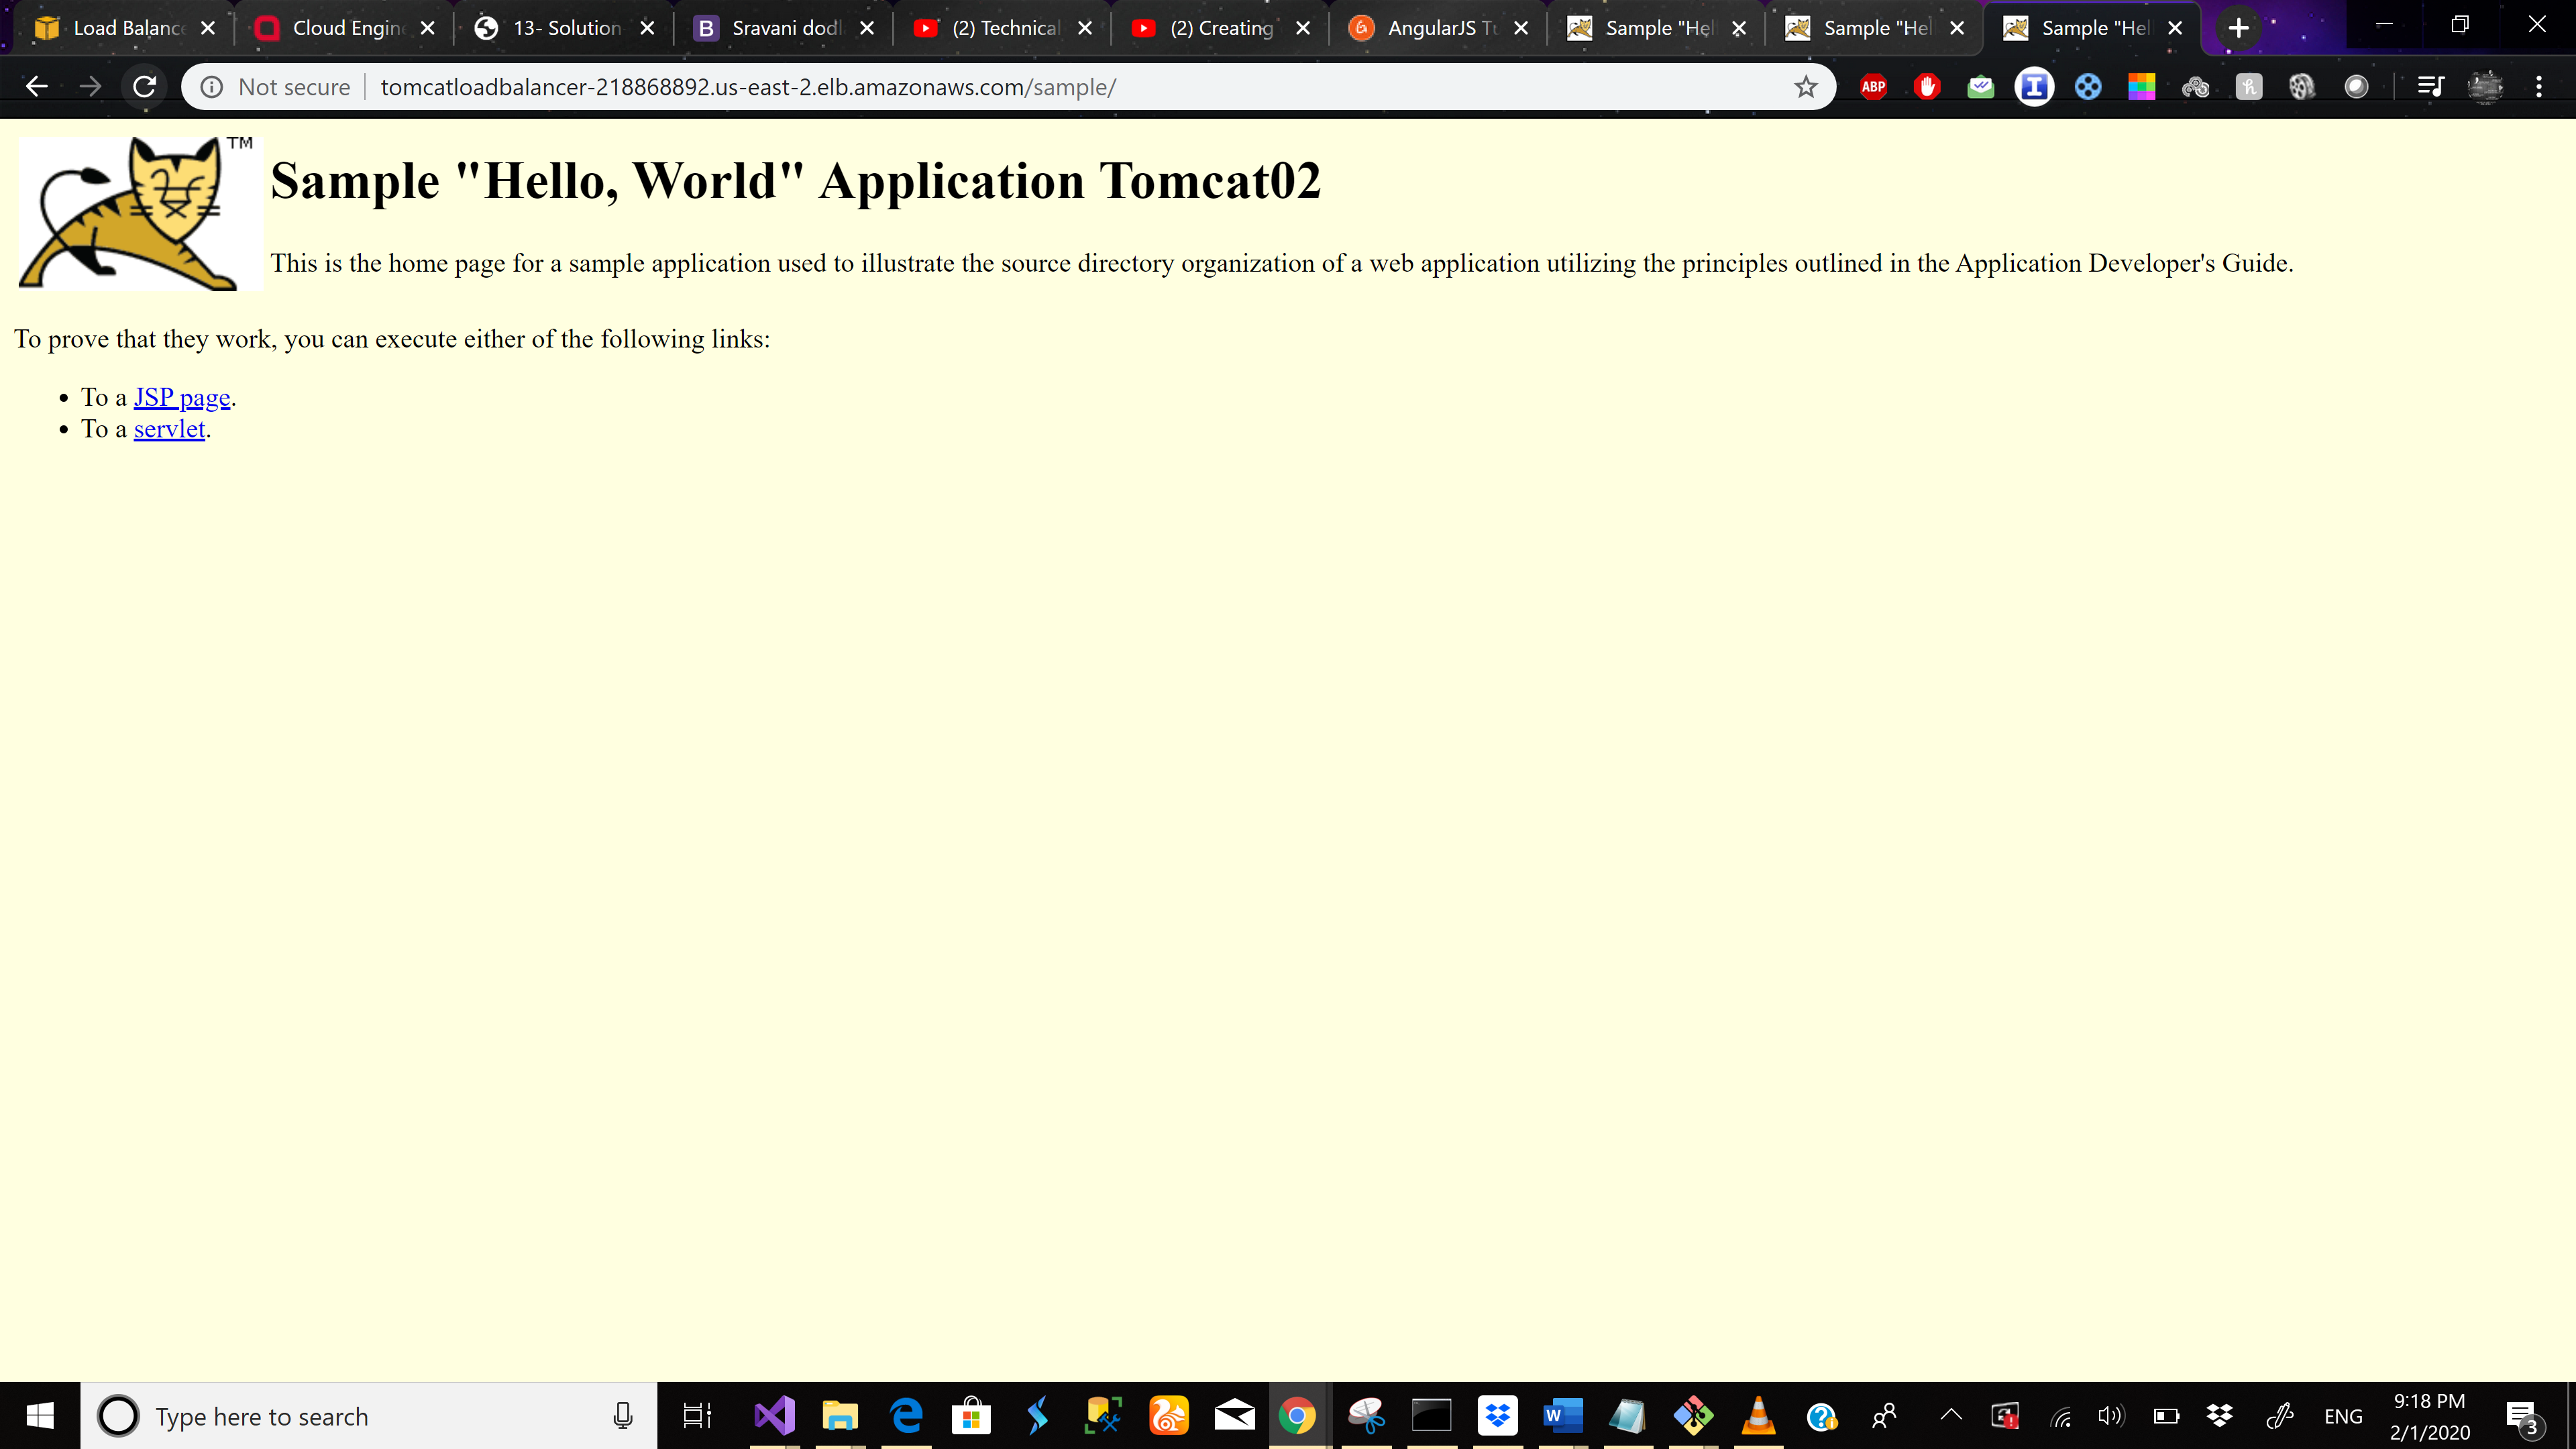 Load Balance
Cloud Engine
13- Solution
Sravani dodl
(2) Technical
(2) Creating
AngularJS Tu
Sample "Hel
Sample "Hel
Sample "Hel
Not secure
tomcatloadbalancer-218868892.us-east-2.elb.amazonaws.com/sample/
ABP
TM
Sample "Hello, World" Application Tomcat02
This is the home page for a sample application used to illustrate the source directory organization of a web application utilizing the principles outlined in the Application Developer's Guide.
To prove that they work, you can execute either of the following links:
• To a JSP page.
• To a servlet.
Type here to search
ENG
9:18 PM
2/1/2020
3